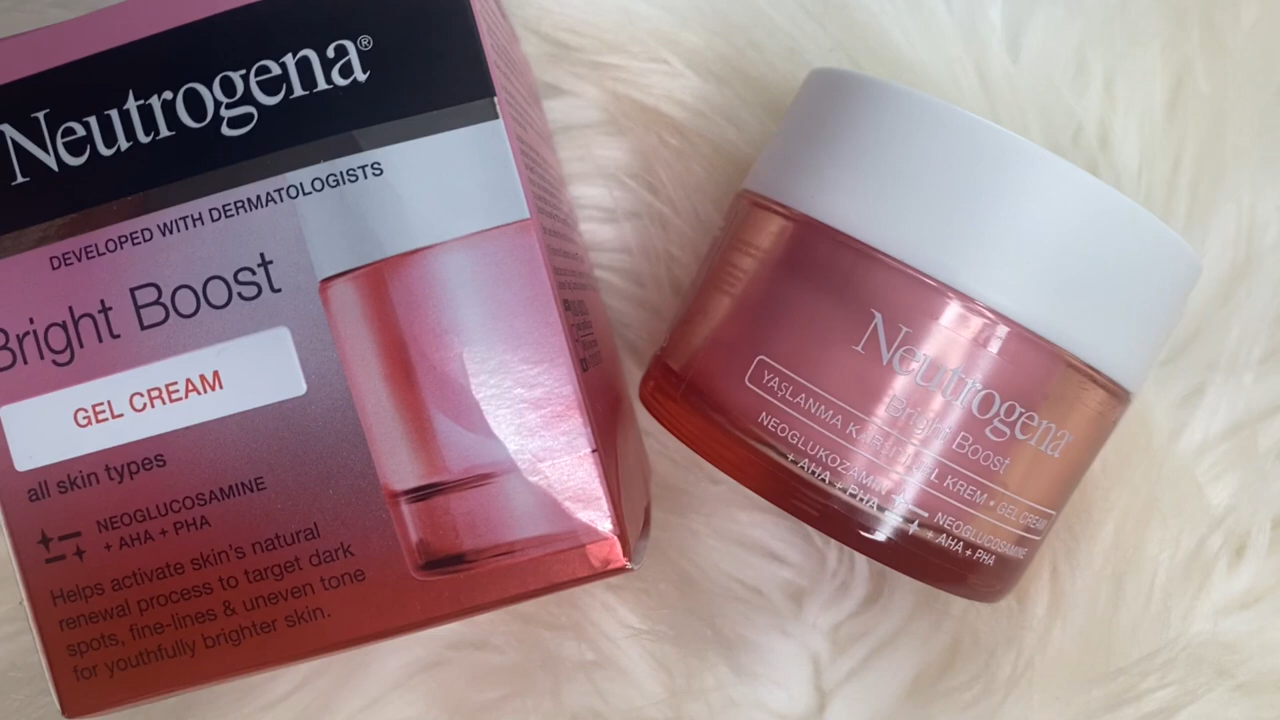 Neutrogena®
DEVELOPED WITH DERMATOLOGISTS
Bright Boost
GEL CREAM
all skin types
NEOGLUCOSAMINE
+ AHA + PHA
Helps activate skin's natural
renewal process to target dark
spots, fine-lines & uneven tone
for youthfully brighter skin.
Neutrogena®
Bright Boost
YAŞLANMA KARŞITI JEL KREM • GEL CREAM
NEOGLUKOZAMİN
+ AHA + PHA
NEOGLUCOSAMINE
+ AHA + PHA